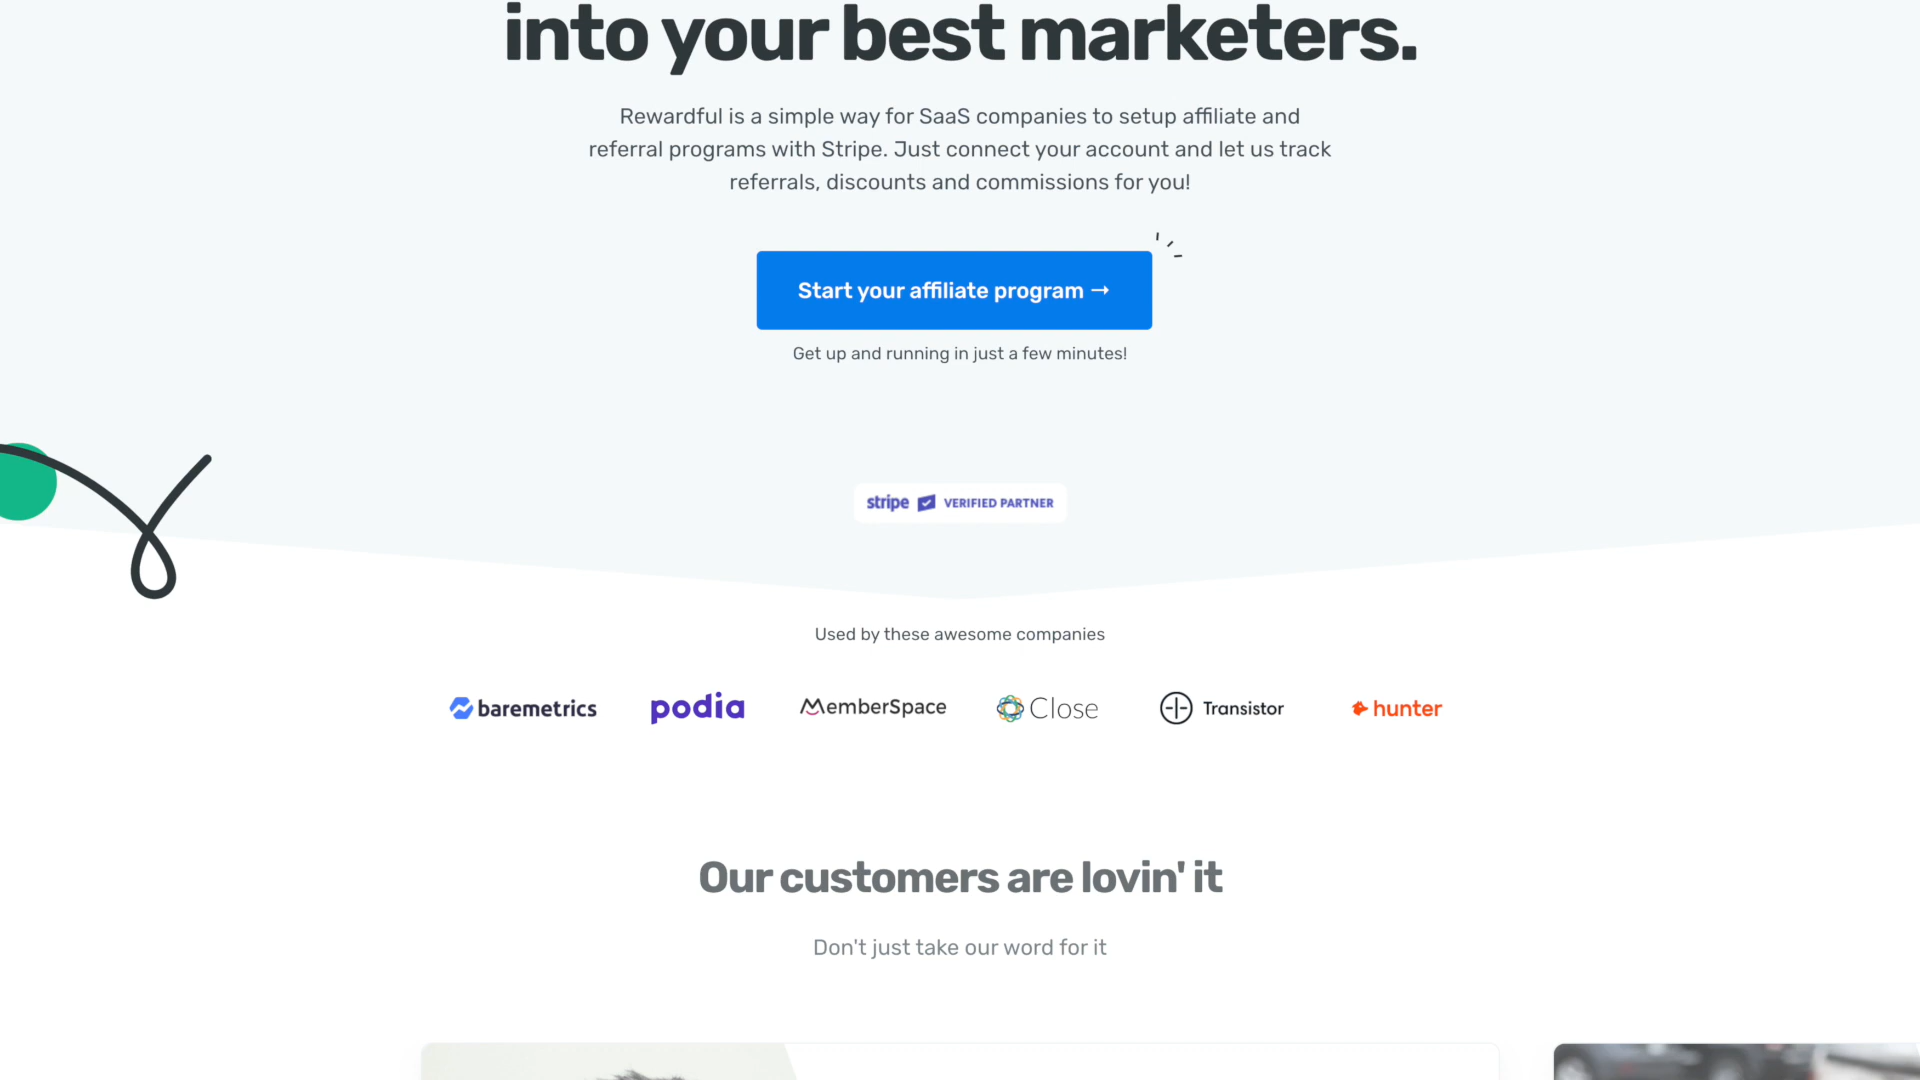 into your best marketers.
Rewardful is a simple way for SaaS companies to setup affiliate and
referral programs with Stripe. Just connect your account and let us track
referrals, discounts and commissions for you!
Start your affiliate program →
Get up and running in just a few minutes!
stripe VERIFIED PARTNER
Used by these awesome companies
baremetrics podia MemberSpace Close Transistor hunter
Our customers are lovin' it
Don't just take our word for it